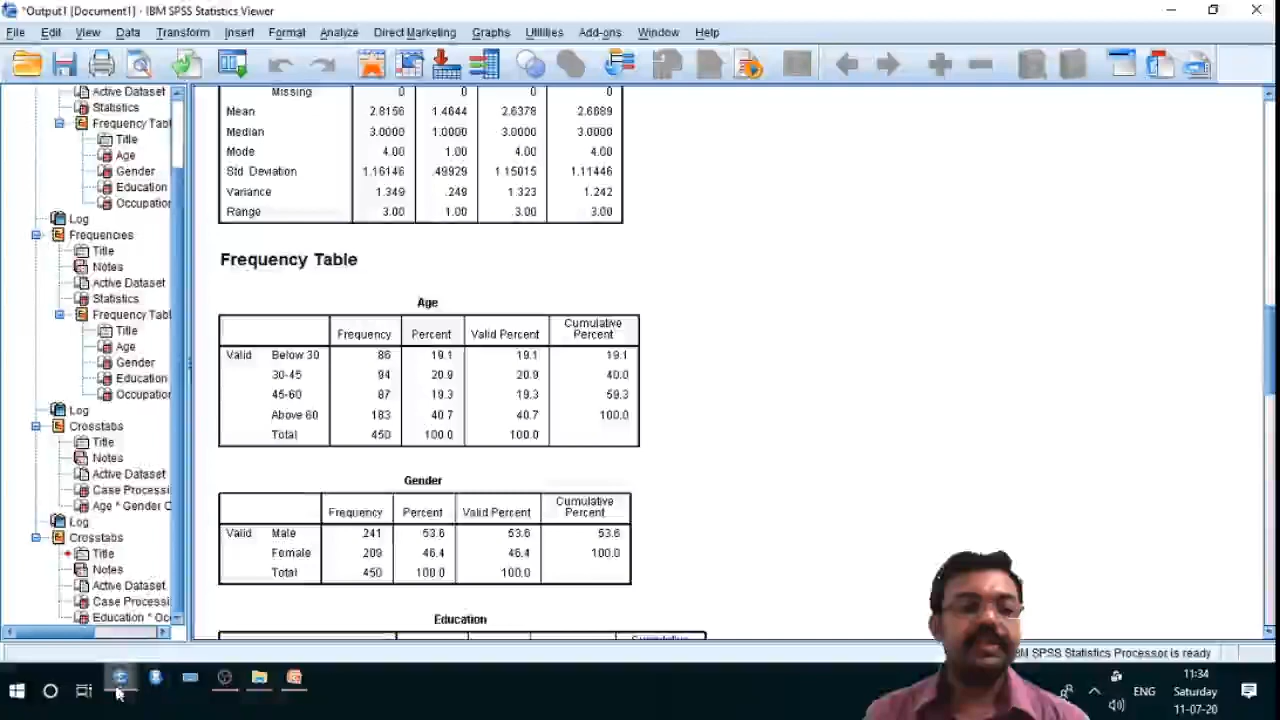 *Output1 [Document1] - IBM SPSS Statistics Viewer
File Edit View Data Transform Insert Format Analyze Direct Marketing Graphs Utilities Add-ons Window Help
Active Dataset
Statistics
Frequency Tabl
Title
Age
Gender
Education
Occupation
Log
Frequencies
Title
Notes
Active Dataset
Statistics
Frequency Tabl
Title
Age
Gender
Education
Occupation
Log
Crosstabs
Title
Notes
Active Dataset
Case Processi
Age * Gender C
Log
Crosstabs
Title
Notes
Active Dataset
Case Processi
Education * Occ
Missing 0 0 0 0
Mean 2.8156 1.4644 2.6378 2.6689
Median 3.0000 1.0000 3.0000 3.0000
Mode 4.00 1.00 4.00 4.00
Std. Deviation 1.16146 .49929 1.15015 1.11446
Variance 1.349 .249 1.323 1.242
Range 3.00 1.00 3.00 3.00
Frequency Table
Age
Frequency Percent Valid Percent Cumulative Percent
Valid Below 30 86 19.1 19.1 19.1
30-45 94 20.9 20.9 40.0
45-60 87 19.3 19.3 59.3
Above 60 183 40.7 40.7 100.0
Total 450 100.0 100.0
Gender
Frequency Percent Valid Percent Cumulative Percent
Valid Male 241 53.6 53.6 53.6
Female 209 46.4 46.4 100.0
Total 450 100.0 100.0
Education
IBM SPSS Statistics Processor is ready
11:34
ENG Saturday
11-07-20